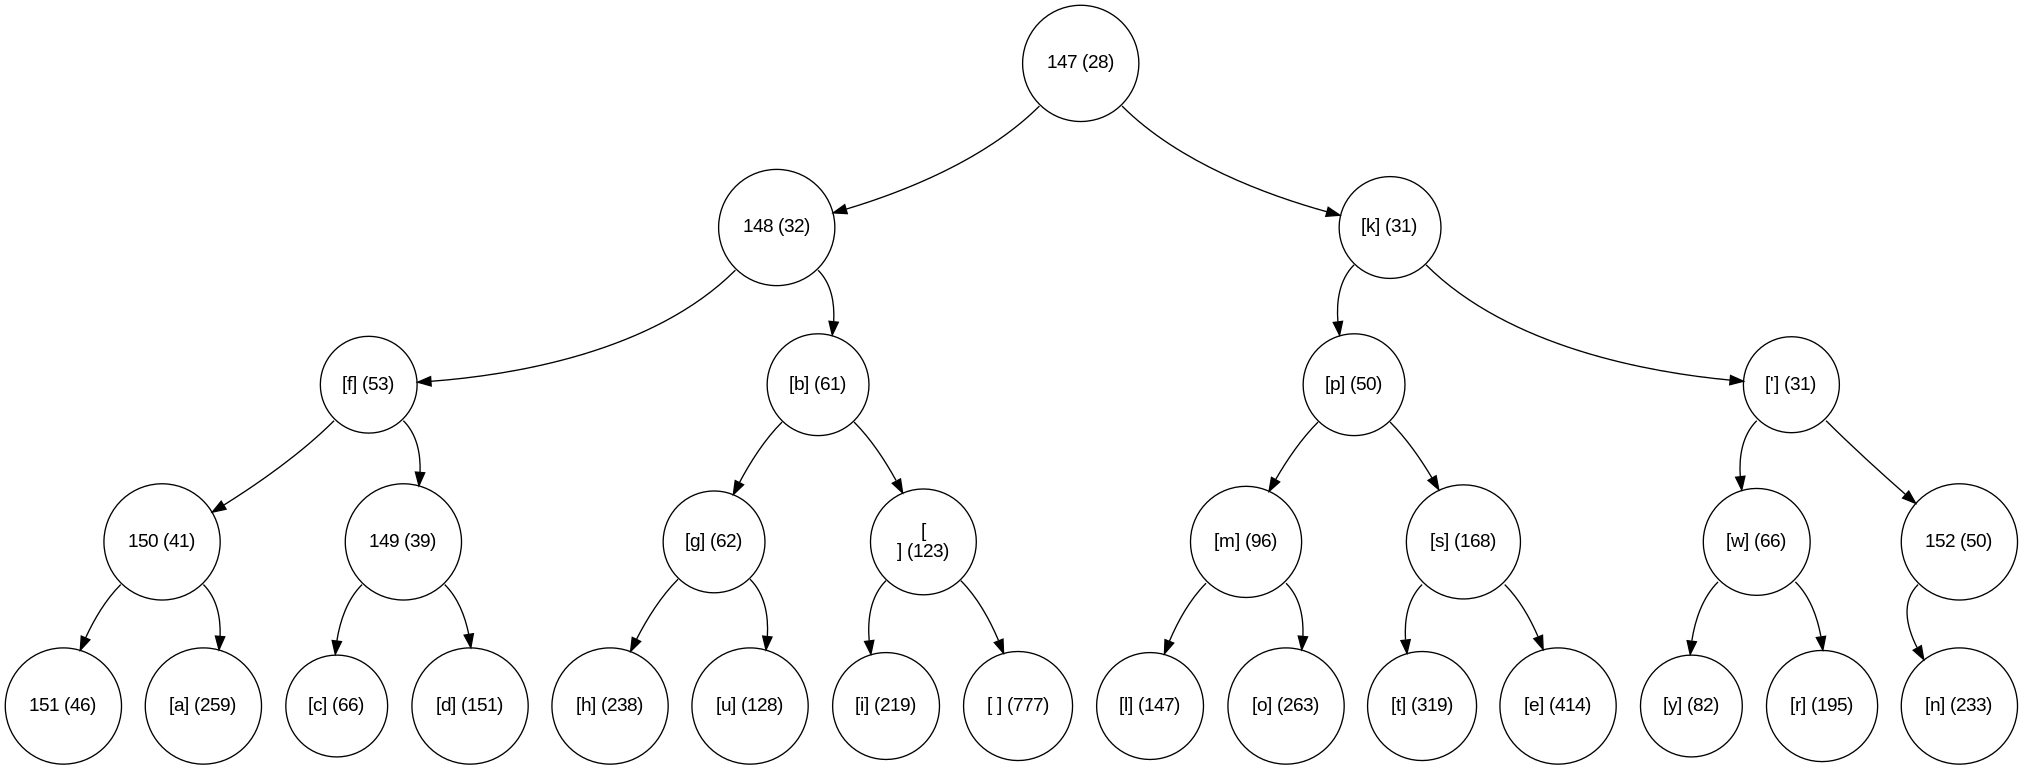 147 (28)
148 (32)
[k] (31)
[f] (53)
[b] (61)
[p] (50)
['] (31)
150 (41)
149 (39)
[g] (62)
[
] (123)
[m] (96)
[s] (168)
[w] (66)
152 (50)
151 (46)
[a] (259)
[c] (66)
[d] (151)
[h] (238)
[u] (128)
[i] (219)
[ ] (777)
[l] (147)
[o] (263)
[t] (319)
[e] (414)
[y] (82)
[r] (195)
[n] (233)